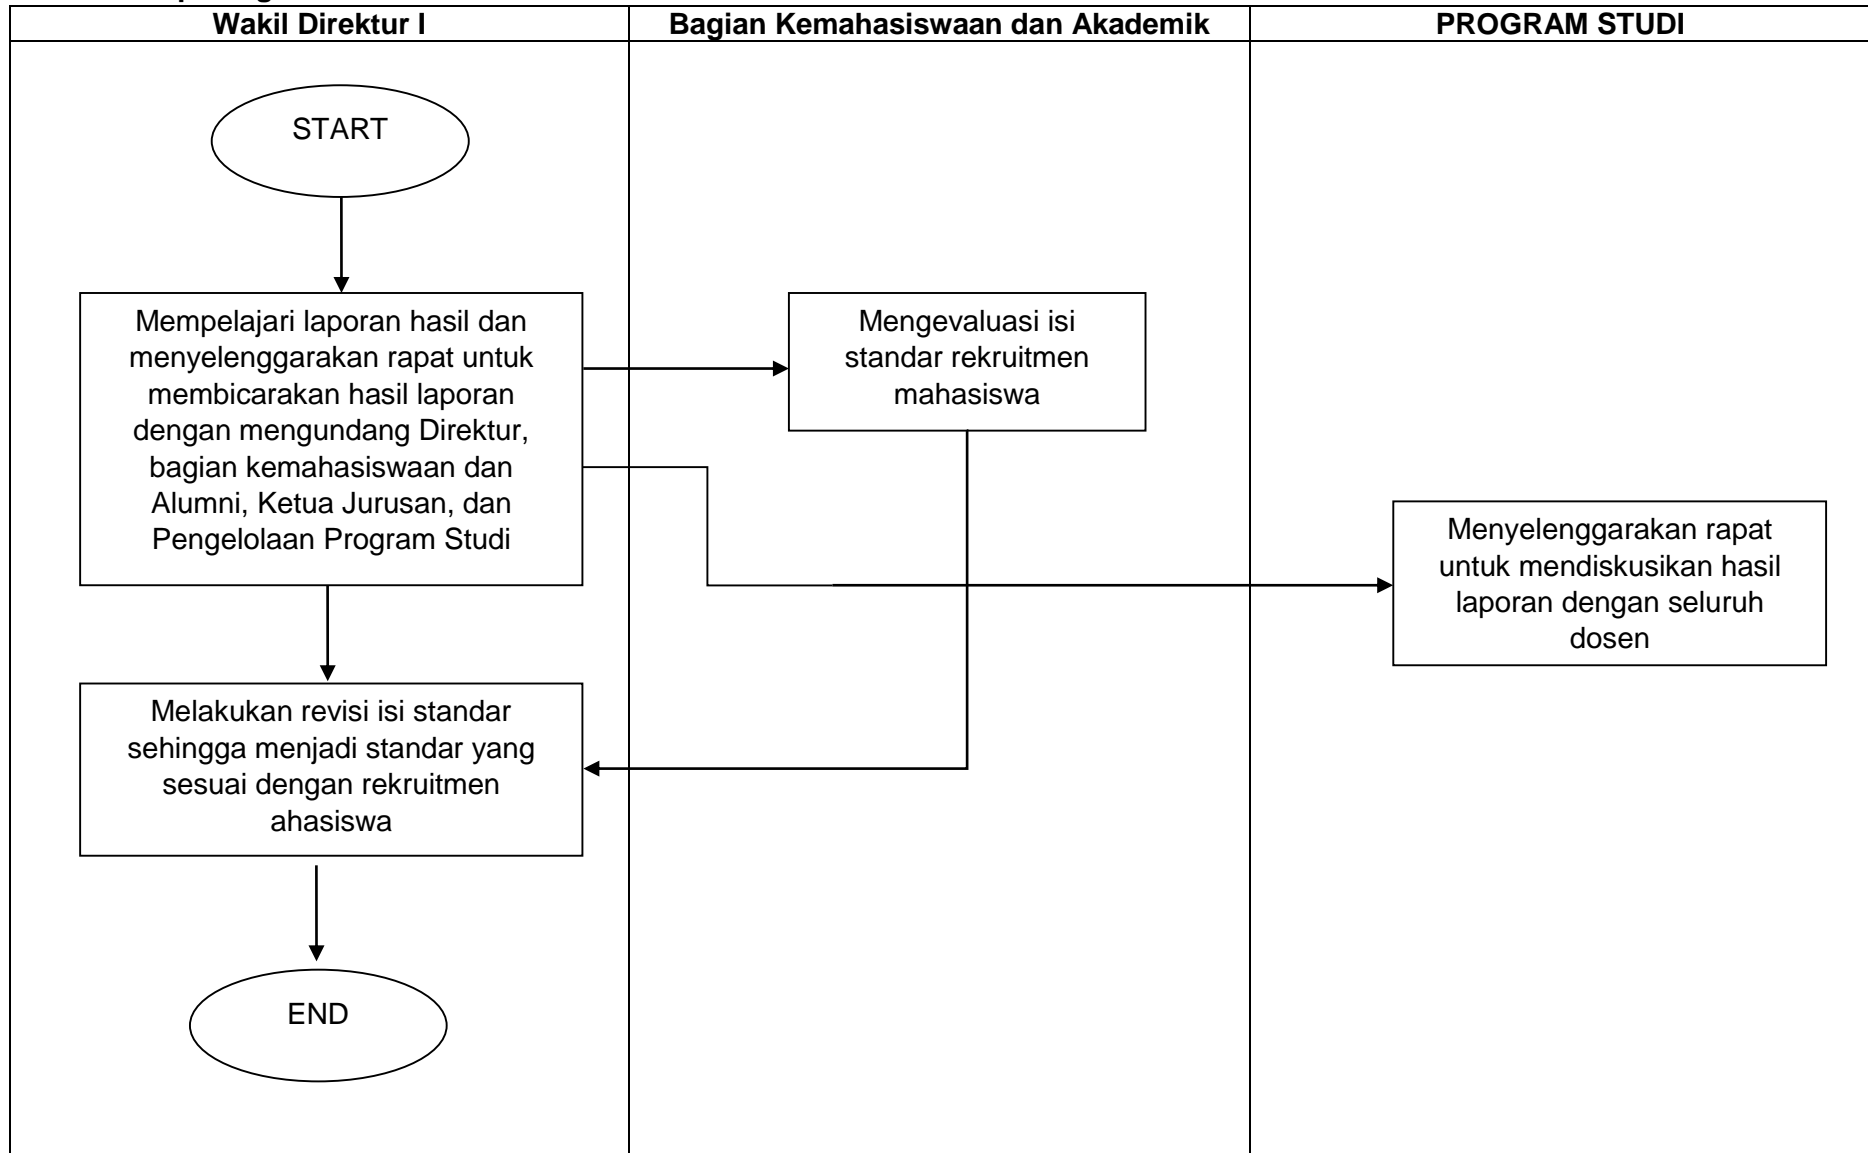 Wakil Direktur I
Bagian Kemahasiswaan dan Akademik
PROGRAM STUDI
START
Mempelajari laporan hasil dan
menyelenggarakan rapat untuk
membicarakan hasil laporan
dengan mengundang Direktur,
bagian kemahasiswaan dan
Alumni, Ketua Jurusan, dan
Pengelolaan Program Studi
Mengevaluasi isi
standar rekruitmen
mahasiswa
Menyelenggarakan rapat
untuk mendiskusikan hasil
laporan dengan seluruh
dosen
Melakukan revisi isi standar
sehingga menjadi standar yang
sesuai dengan rekruitmen
ahasiswa
END